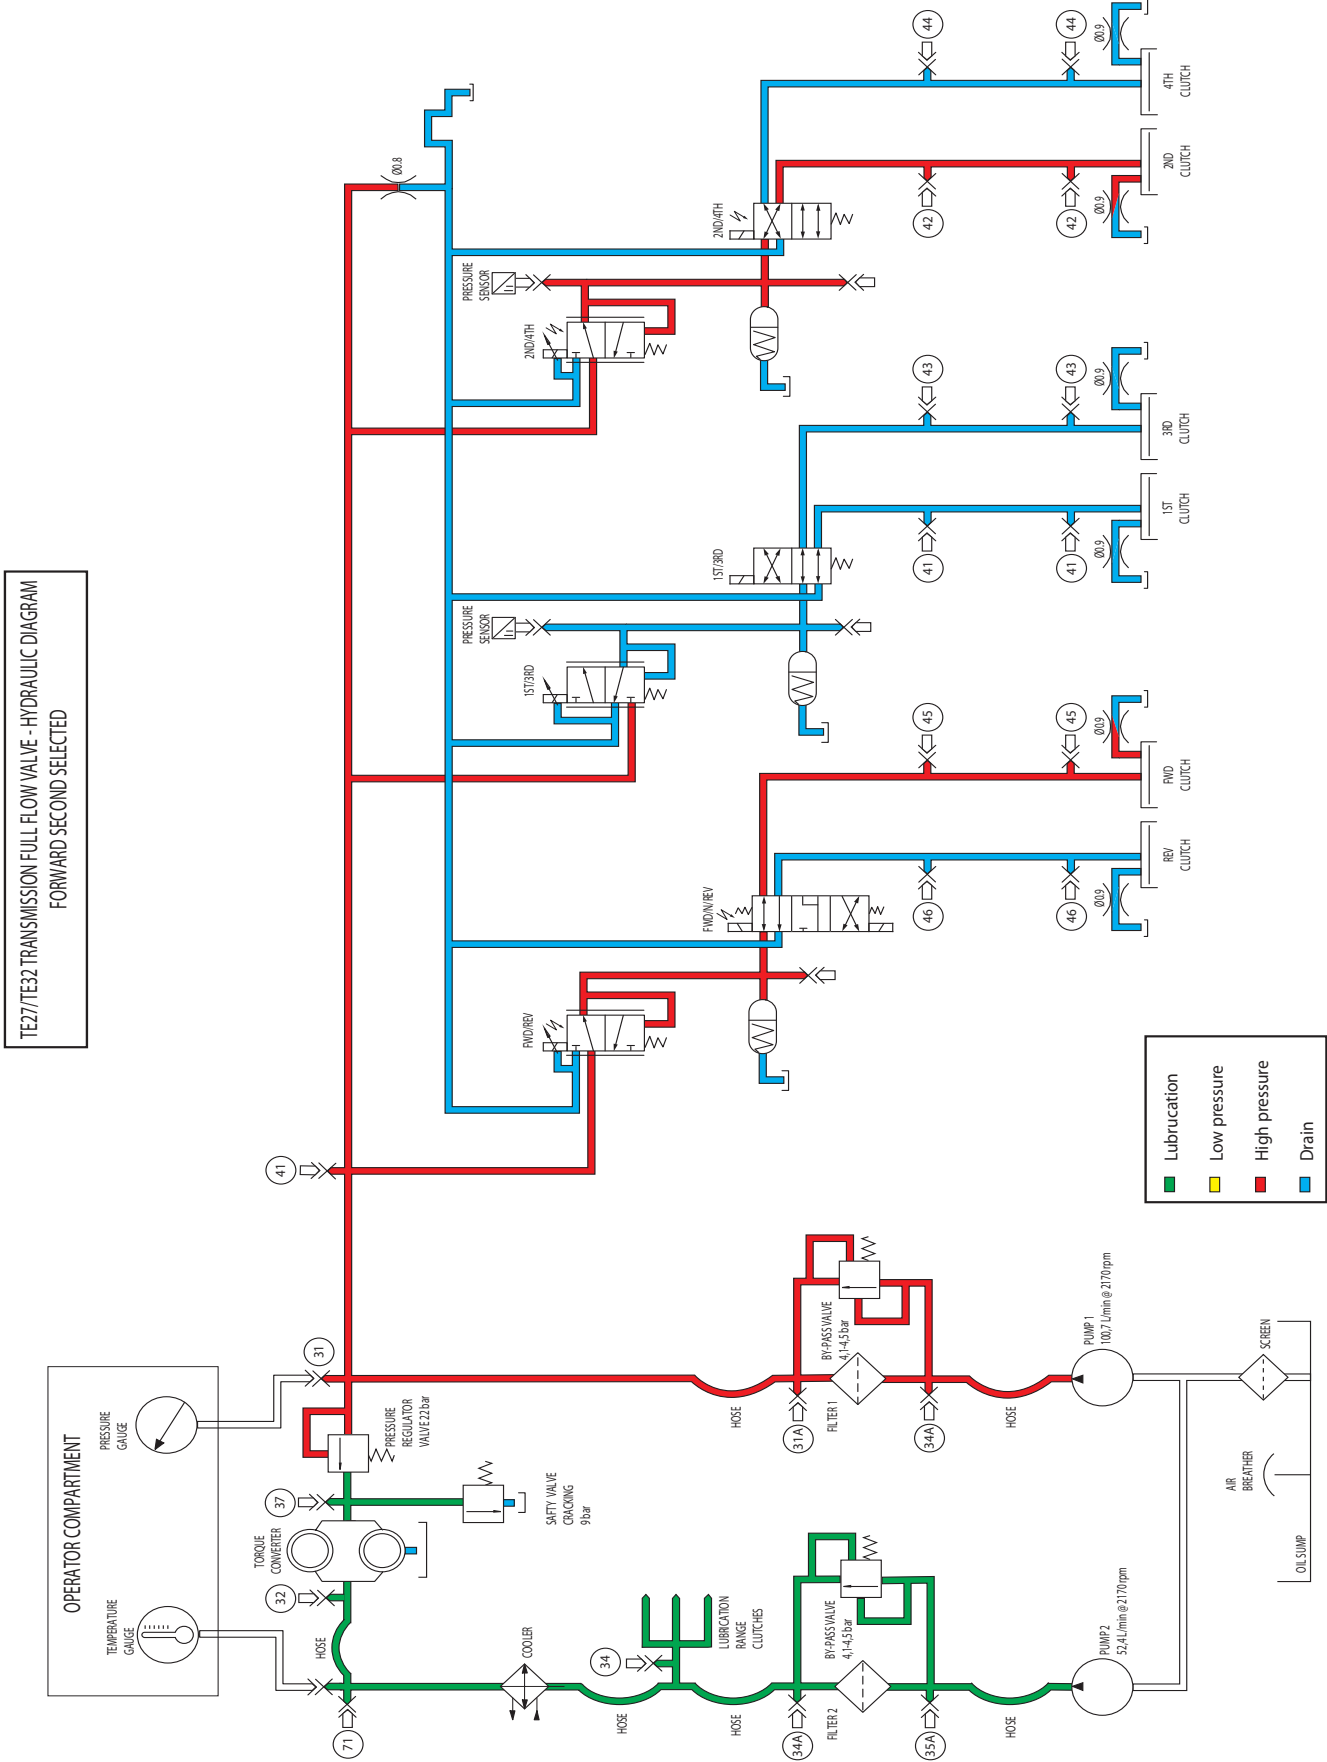 TE27/TE32 TRANSMISSION FULL FLOW VALVE - HYDRAULIC DIAGRAM
FORWARD SECOND SELECTED
OPERATOR COMPARTMENT
TEMPERATURE
GAUGE
PRESSURE
GAUGE
71
HOSE
32
TORQUE
CONVERTER
37
31
41
PRESSURE
REGULATOR
VALVE 22 bar
SAFTY VALVE
CRACKING
9 bar
COOLER
34
LUBRICATION
RANGE
CLUTCHES
HOSE
HOSE
HOSE
34A
FILTER 2
BY-PASS VALVE
4,1-4,5 bar
35A
HOSE
PUMP 2
52,4 L/min @ 2170 rpm
31A
FILTER 1
BY-PASS VALVE
4,1-4,5 bar
34A
HOSE
PUMP 1
100,7 L/min @ 2170 rpm
OIL SUMP
AIR
BREATHER
SCREEN
Lubrucation
Low pressure
High pressure
Drain
FWD/REV
FWD/N/REV
46
46
Ø0.9
REV
CLUTCH
45
45
Ø0.9
FWD
CLUTCH
1ST/3RD
PRESSURE
SENSOR
1ST/3RD
41
41
Ø0.9
1ST
CLUTCH
43
43
Ø0.9
3RD
CLUTCH
2ND/4TH
PRESSURE
SENSOR
2ND/4TH
Ø0.8
42
42
Ø0.9
2ND
CLUTCH
44
44
Ø0.9
4TH
CLUTCH